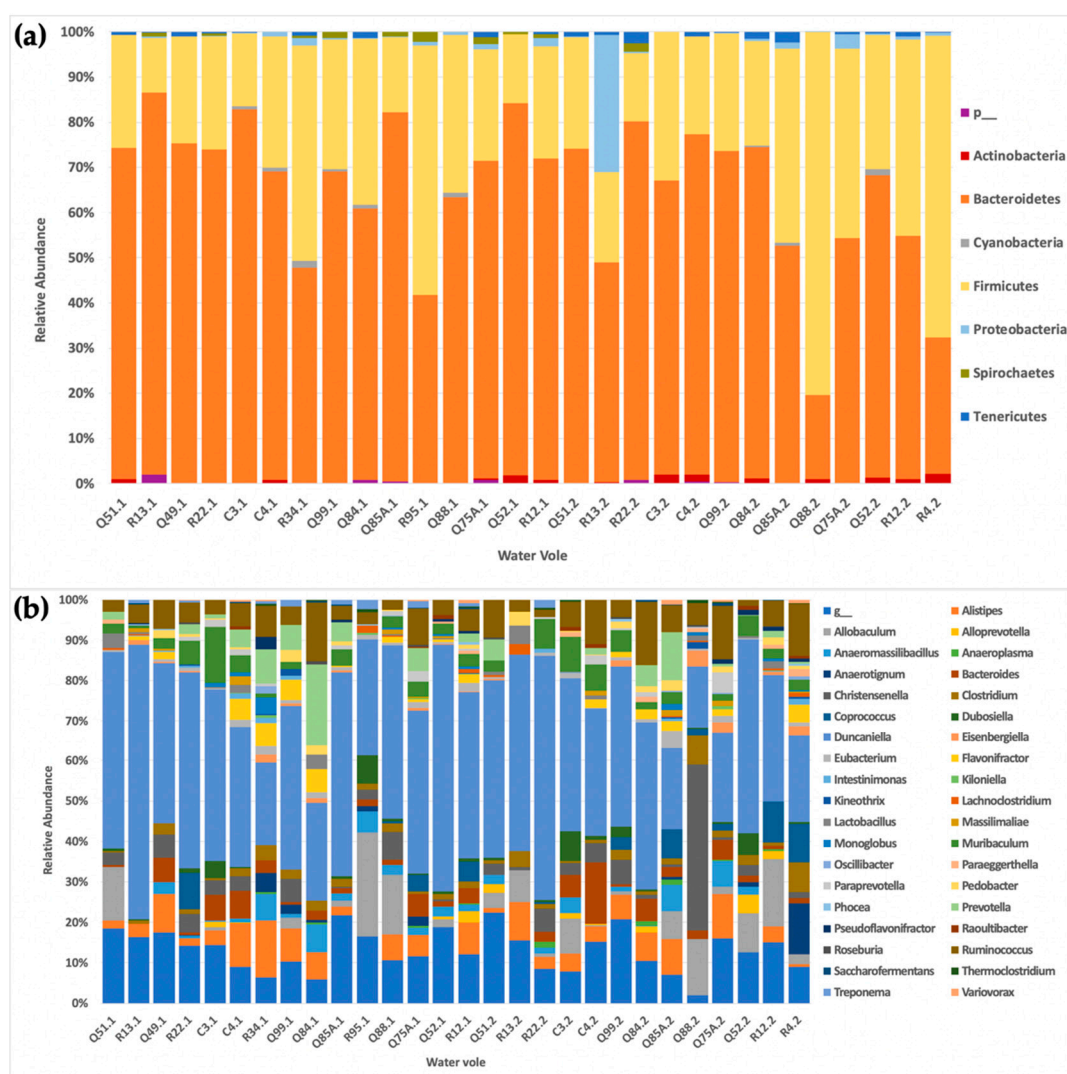 (a)
100%
90%
80%
70%
60%
50%
40%
30%
20%
10%
0%
Relative Abundance
Q51.1 R13.1 Q49.1 R22.1 C3.1 C4.1 R34.1 Q99.1 Q84.1 Q85A.1 R95.1 Q88.1 Q75A.1 Q52.1 R12.1 Q51.2 R13.2 R22.2 C3.2 C4.2 Q99.2 Q84.2 Q85A.2 Q88.2 Q75A.2 Q52.2 R12.2 R4.2
Water Vole
p__
Actinobacteria
Bacteroidetes
Cyanobacteria
Firmicutes
Proteobacteria
Spirochaetes
Tenericutes
(b)
100%
90%
80%
70%
60%
50%
40%
30%
20%
10%
0%
Relative Abundance
Q51.1 R13.1 Q49.1 R22.1 C3.1 C4.1 R34.1 Q99.1 Q84.1 Q85A.1 R95.1 Q88.1 Q75A.1 Q52.1 R12.1 Q51.2 R13.2 R22.2 C3.2 C4.2 Q99.2 Q84.2 Q85A.2 Q88.2 Q75A.2 Q52.2 R12.2 R4.2
Water vole
g__ Alistipes
Allobaculum Alloprevotella
Anaeromassilibacillus Anaeroplasma
Anaerotignum Bacteroides
Christensenella Clostridium
Coprococcus Dubosiella
Duncaniella Eisenbergiella
Eubacterium Flavonifractor
Intestinimonas Kiloniella
Kineothrix Lachnoclostridium
Lactobacillus Massilimaliae
Monoglobus Muribaculum
Oscillibacter Paraeggerthella
Paraprevotella Pedobacter
Phocea Prevotella
Pseudoflavonifractor Raoultibacter
Roseburia Ruminococcus
Saccharofermentans Thermoclostridium
Treponema Variovorax